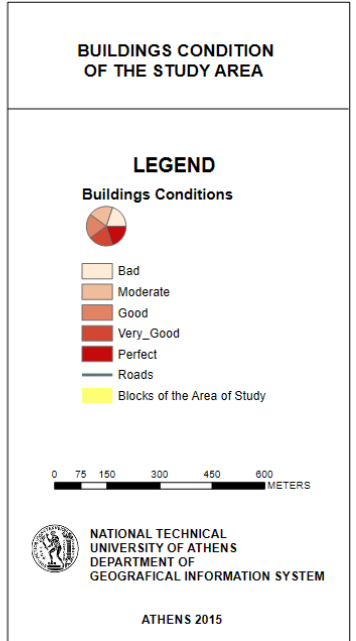 BUILDINGS CONDITION
OF THE STUDY AREA
LEGEND
Buildings Conditions
Bad
Moderate
Good
Very_Good
Perfect
Roads
Blocks of the Area of Study
0 75 150 300 450 600
METERS
NATIONAL TECHNICAL
UNIVERSITY OF ATHENS
DEPARTMENT OF
GEOGRAFICAL INFORMATION SYSTEM
ATHENS 2015